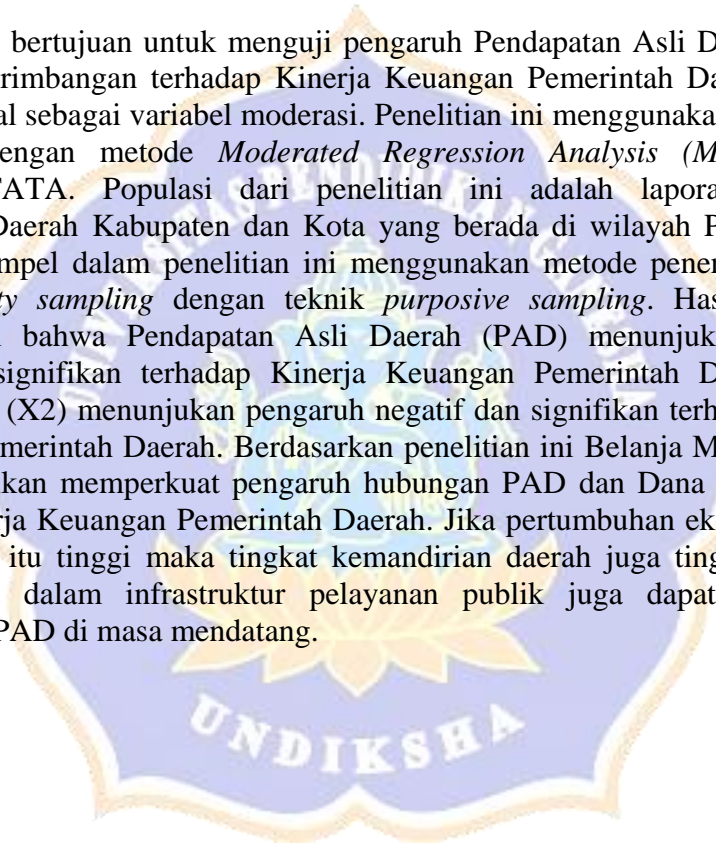 bertujuan untuk menguji pengaruh Pendapatan Asli D
rimbangan terhadap Kinerja Keuangan Pemerintah Da
al sebagai variabel moderasi. Penelitian ini menggunaka
engan metode Moderated Regression Analysis (M
TATA. Populasi dari penelitian ini adalah lapora
Daerah Kabupaten dan Kota yang berada di wilayah P
mpel dalam penelitian ini menggunakan metode pener
ty sampling dengan teknik purposive sampling. Has
bahwa Pendapatan Asli Daerah (PAD) menunjuk
signifikan terhadap Kinerja Keuangan Pemerintah D
(X2) menunjukan pengaruh negatif dan signifikan terh
merintah Daerah. Berdasarkan penelitian ini Belanja M
kan memperkuat pengaruh hubungan PAD dan Dana
rja Keuangan Pemerintah Daerah. Jika pertumbuhan ek
itu tinggi maka tingkat kemandirian daerah juga ting
dalam infrastruktur pelayanan publik juga dapat
PAD di masa mendatang.
UNIVERSITAS PENDIDIKAN GANESHA
UNDIKSHA